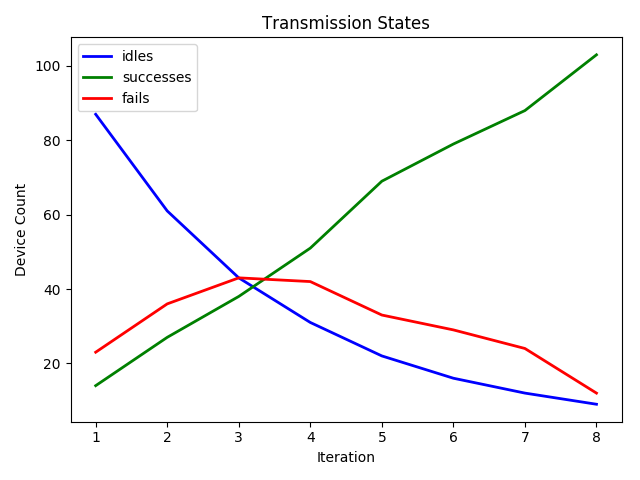 Transmission States
idles
successes
fails
Device Count
100
80
60
40
20
1 2 3 4 5 6 7 8
Iteration